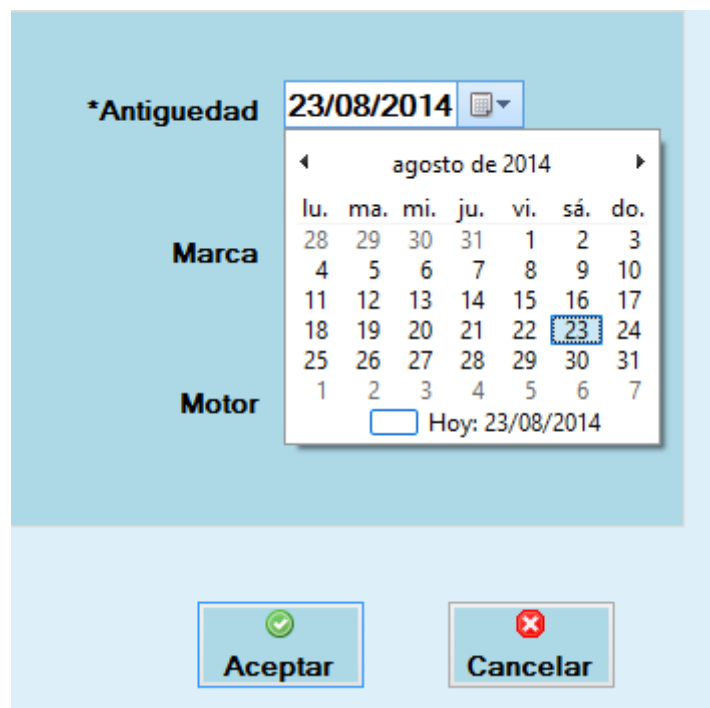 *Antiguedad 23/08/2014
agosto de 2014
lu. ma. mi. ju. vi. sá. do.
28 29 30 31 1 2 3
Marca
4 5 6 7 8 9 10
11 12 13 14 15 16 17
18 19 20 21 22 23 24
25 26 27 28 29 30 31
1 2 3 4 5 6 7
Motor
Hoy: 23/08/2014
Aceptar Cancelar